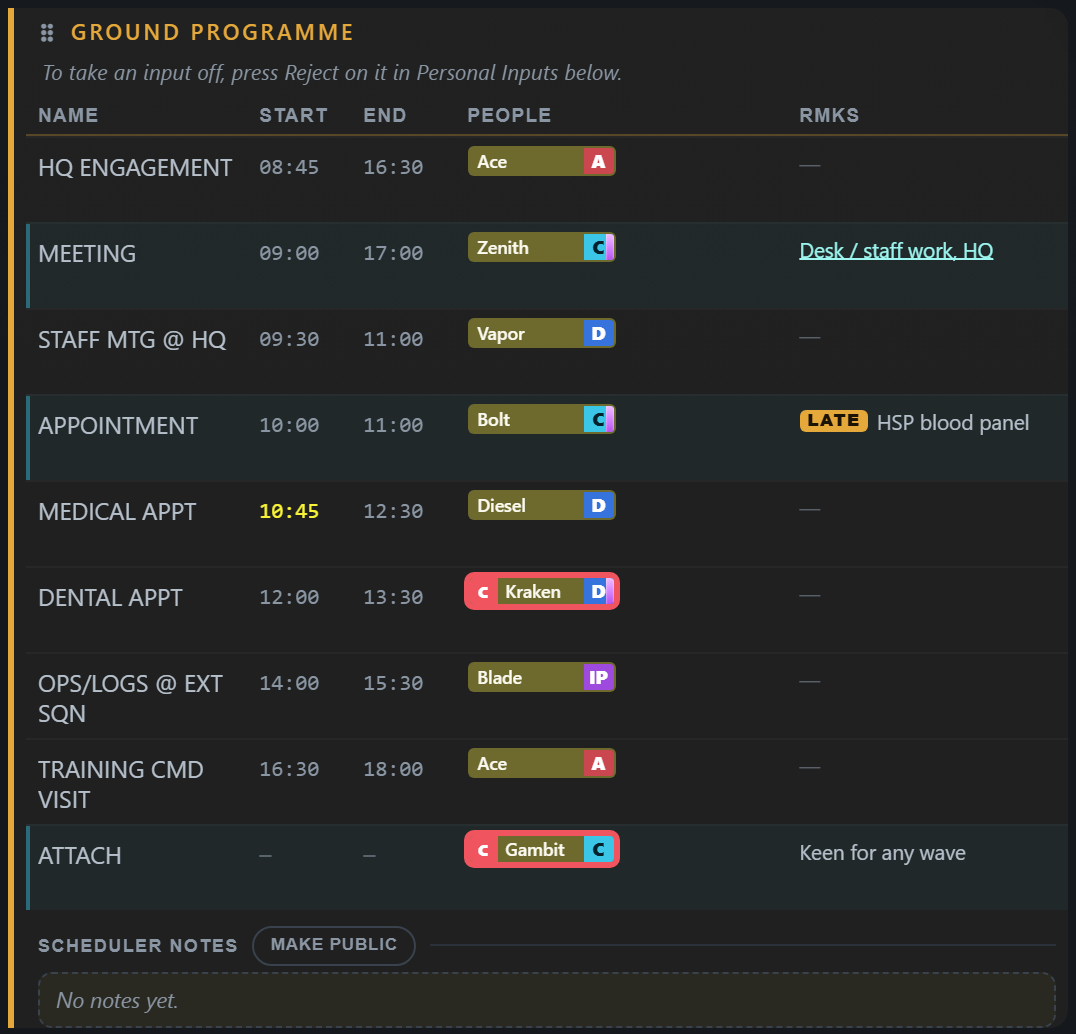 GROUND PROGRAMME
To take an input off, press Reject on it in Personal Inputs below.
NAME START END PEOPLE RMKS
HQ ENGAGEMENT 08:45 16:30 Ace A —
MEETING 09:00 17:00 Zenith C Desk / staff work, HQ
STAFF MTG @ HQ 09:30 11:00 Vapor D —
APPOINTMENT 10:00 11:00 Bolt C LATE HSP blood panel
MEDICAL APPT 10:45 12:30 Diesel D —
DENTAL APPT 12:00 13:30 c Kraken D —
OPS/LOGS @ EXT 14:00 15:30 Blade IP —
SQN
TRAINING CMD 16:30 18:00 Ace A —
VISIT
ATTACH – – c Gambit C Keen for any wave
SCHEDULER NOTES MAKE PUBLIC
No notes yet.